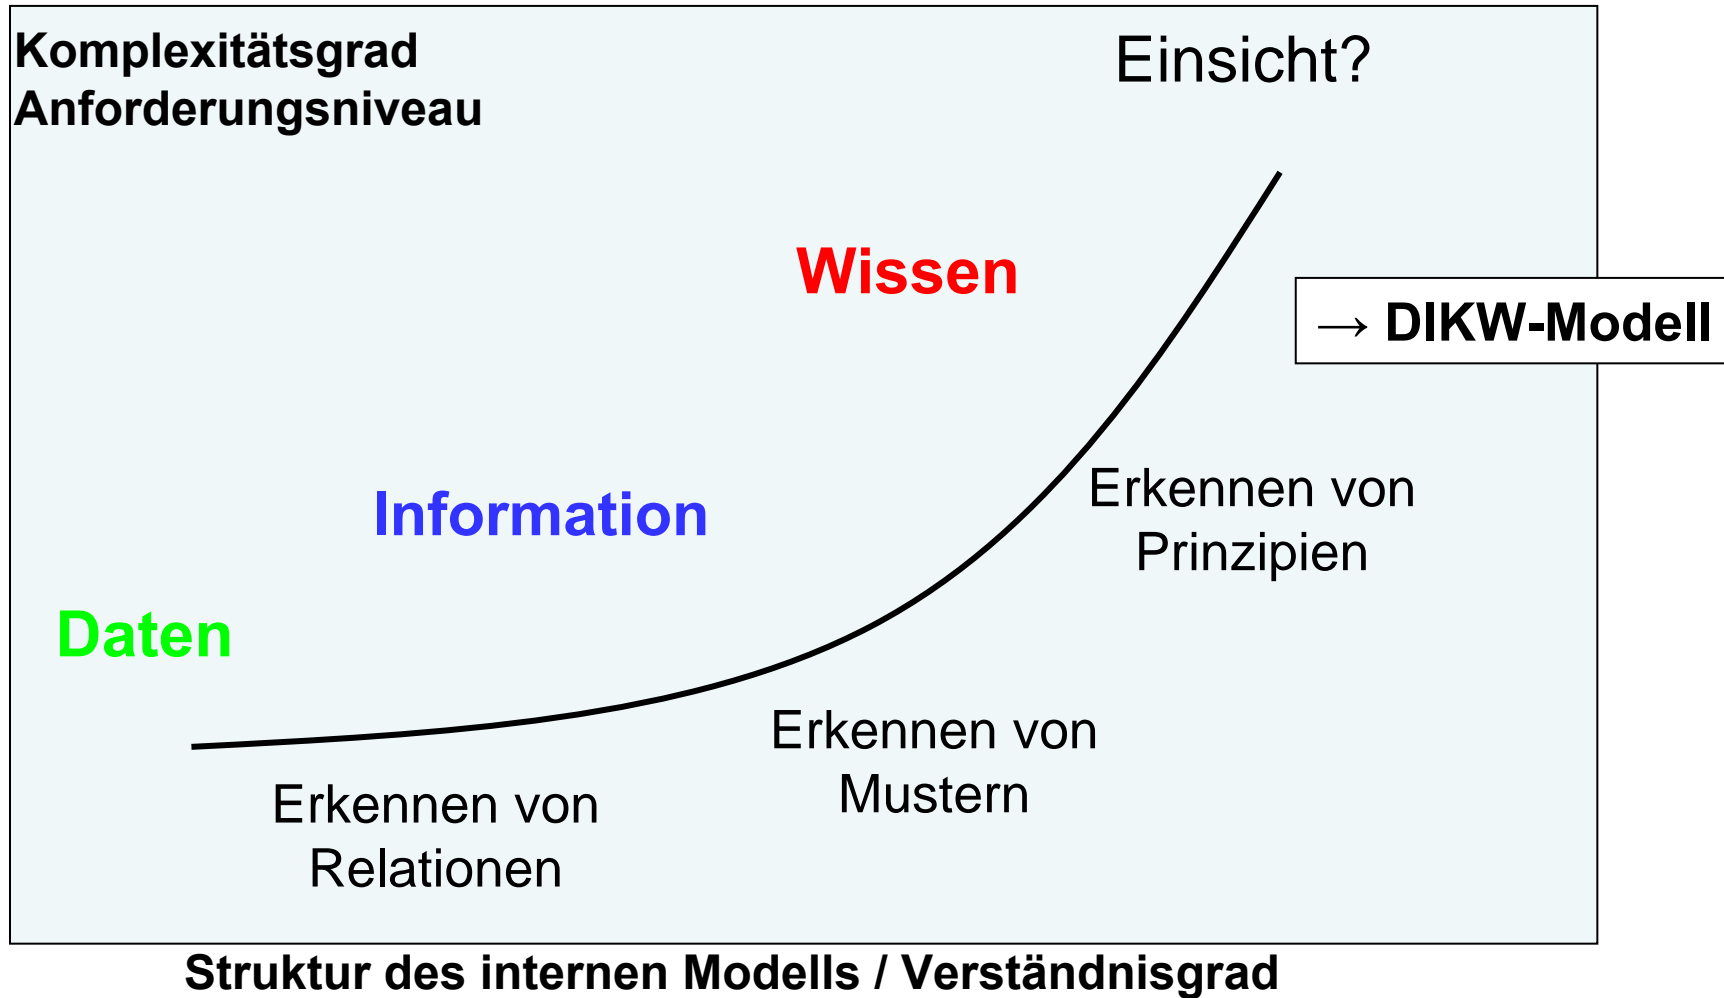 Komplexitätsgrad
Anforderungsniveau
Einsicht?
Wissen
→ DIKW-Modell
Information
Erkennen von
Prinzipien
Daten
Erkennen von
Mustern
Erkennen von
Relationen
Struktur des internen Modells / Verständnisgrad